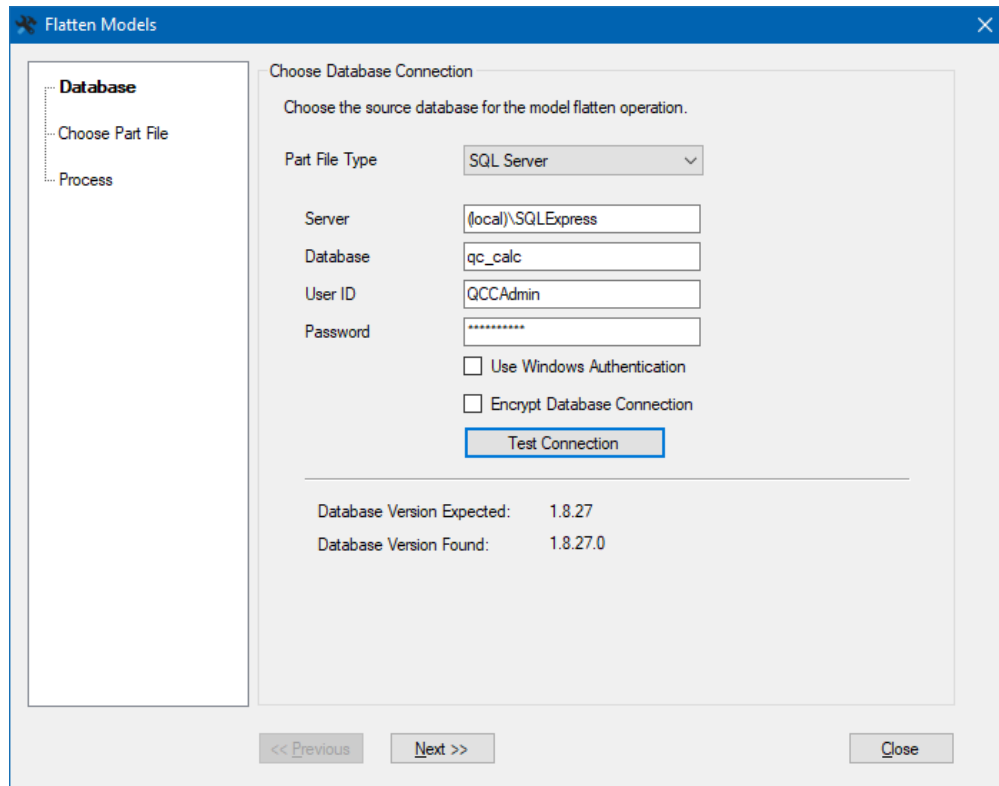 Flatten Models
Database
Choose Part File
Process
Choose Database Connection
Choose the source database for the model flatten operation.
Part File Type SQL Server
Server (local)\SQLExpress
Database qc_calc
User ID QCCAdmin
Password **********
Use Windows Authentication
Encrypt Database Connection
Test Connection
Database Version Expected: 1.8.27
Database Version Found: 1.8.27.0
<< Previous Next >> Close